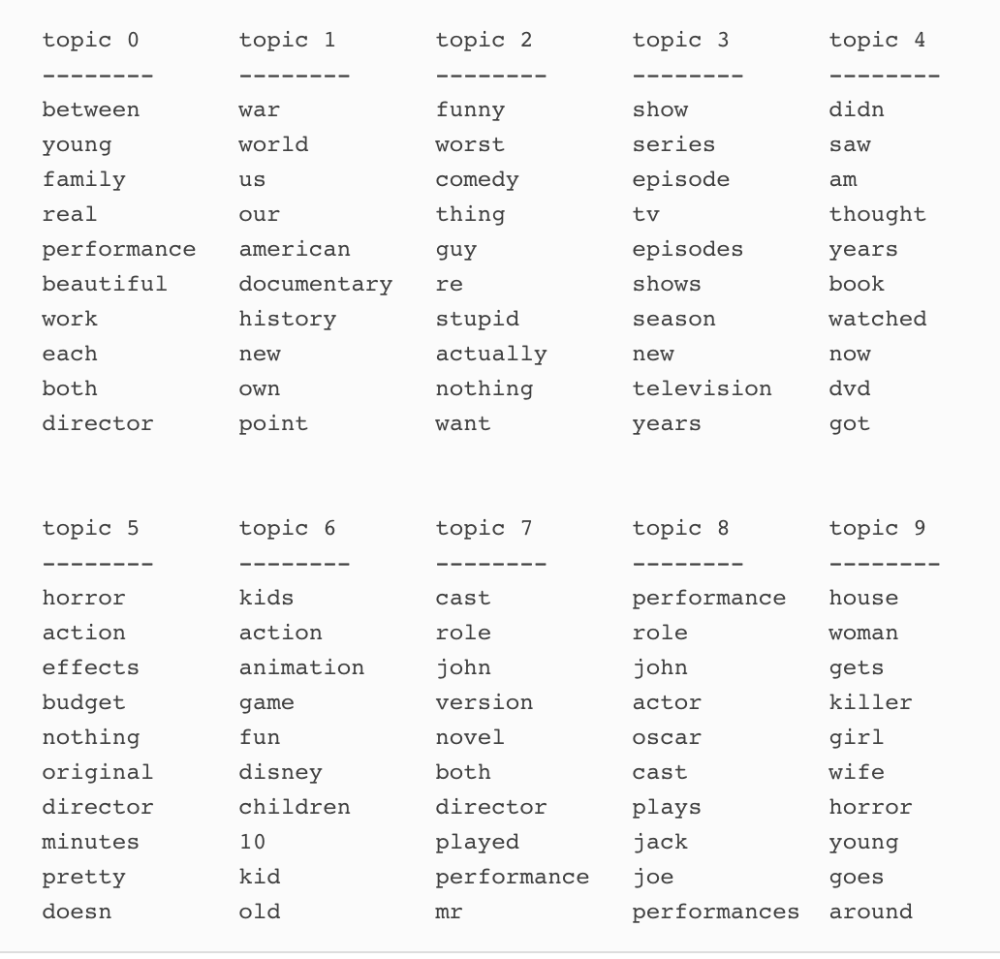 topic 0 topic 1 topic 2 topic 3 topic 4
-------- -------- -------- -------- --------
between war funny show didn
young world worst series saw
family us comedy episode am
real our thing tv thought
performance american guy episodes years
beautiful documentary re shows book
work history stupid season watched
each new actually new now
both own nothing television dvd
director point want years got
topic 5 topic 6 topic 7 topic 8 topic 9
-------- -------- -------- -------- --------
horror kids cast performance house
action action role role woman
effects animation john john gets
budget game version actor killer
nothing fun novel oscar girl
original disney both cast wife
director children director plays horror
minutes 10 played jack young
pretty kid performance joe goes
doesn old mr performances around